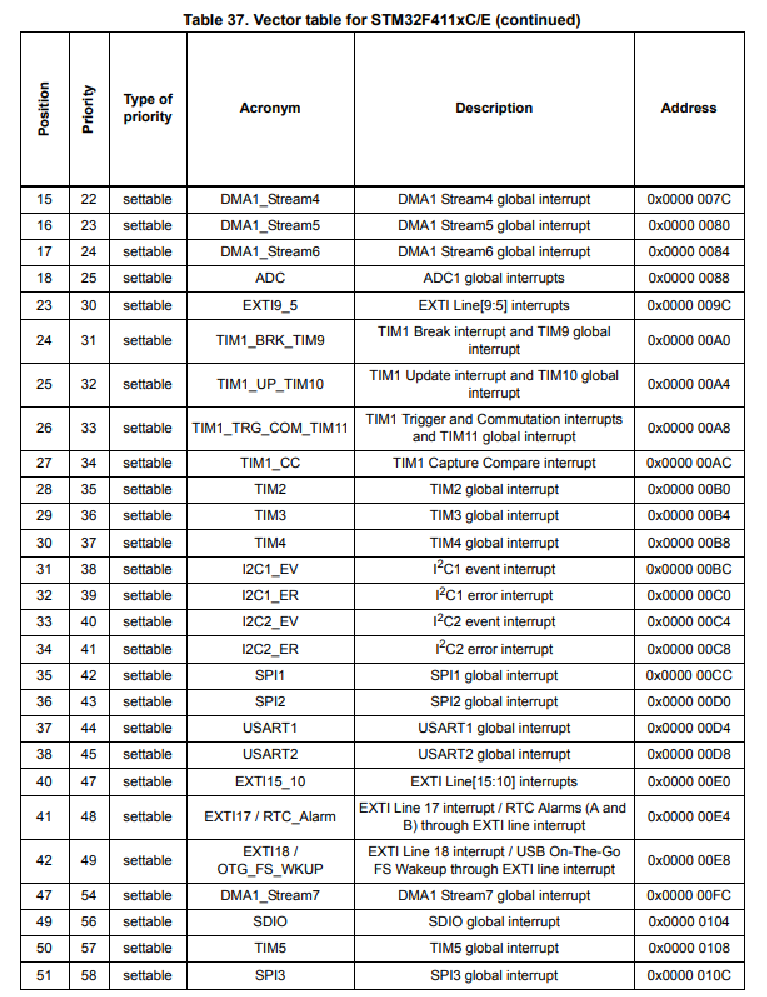 Table 37. Vector table for STM32F411xC/E (continued)
Position Priority Type of priority Acronym Description Address
15 22 settable DMA1_Stream4 DMA1 Stream4 global interrupt 0x0000 007C
16 23 settable DMA1_Stream5 DMA1 Stream5 global interrupt 0x0000 0080
17 24 settable DMA1_Stream6 DMA1 Stream6 global interrupt 0x0000 0084
18 25 settable ADC ADC1 global interrupts 0x0000 0088
23 30 settable EXTI9_5 EXTI Line[9:5] interrupts 0x0000 009C
24 31 settable TIM1_BRK_TIM9 TIM1 Break interrupt and TIM9 global interrupt 0x0000 00A0
25 32 settable TIM1_UP_TIM10 TIM1 Update interrupt and TIM10 global interrupt 0x0000 00A4
26 33 settable TIM1_TRG_COM_TIM11 TIM1 Trigger and Commutation interrupts and TIM11 global interrupt 0x0000 00A8
27 34 settable TIM1_CC TIM1 Capture Compare interrupt 0x0000 00AC
28 35 settable TIM2 TIM2 global interrupt 0x0000 00B0
29 36 settable TIM3 TIM3 global interrupt 0x0000 00B4
30 37 settable TIM4 TIM4 global interrupt 0x0000 00B8
31 38 settable I2C1_EV I²C1 event interrupt 0x0000 00BC
32 39 settable I2C1_ER I²C1 error interrupt 0x0000 00C0
33 40 settable I2C2_EV I²C2 event interrupt 0x0000 00C4
34 41 settable I2C2_ER I²C2 error interrupt 0x0000 00C8
35 42 settable SPI1 SPI1 global interrupt 0x0000 00CC
36 43 settable SPI2 SPI2 global interrupt 0x0000 00D0
37 44 settable USART1 USART1 global interrupt 0x0000 00D4
38 45 settable USART2 USART2 global interrupt 0x0000 00D8
40 47 settable EXTI15_10 EXTI Line[15:10] interrupts 0x0000 00E0
41 48 settable EXTI17 / RTC_Alarm EXTI Line 17 interrupt / RTC Alarms (A and B) through EXTI line interrupt 0x0000 00E4
42 49 settable EXTI18 / OTG_FS_WKUP EXTI Line 18 interrupt / USB On-The-Go FS Wakeup through EXTI line interrupt 0x0000 00E8
47 54 settable DMA1_Stream7 DMA1 Stream7 global interrupt 0x0000 00FC
49 56 settable SDIO SDIO global interrupt 0x0000 0104
50 57 settable TIM5 TIM5 global interrupt 0x0000 0108
51 58 settable SPI3 SPI3 global interrupt 0x0000 010C